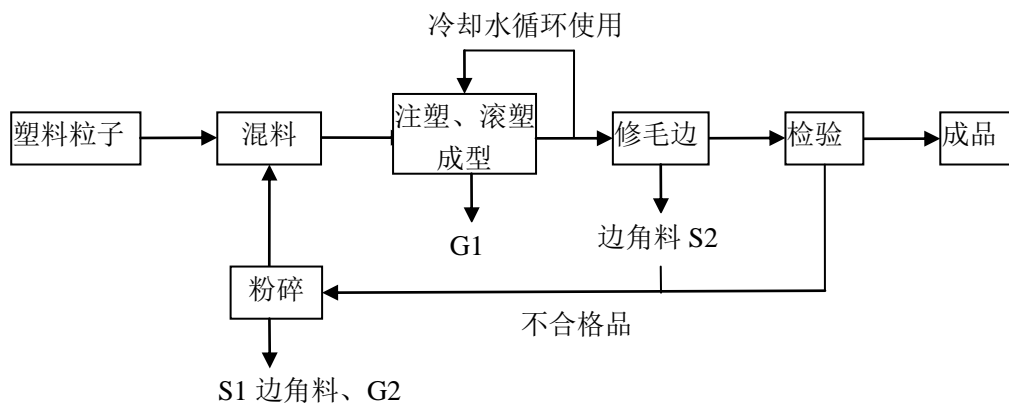 冷却水循环使用
塑料粒子
混料
注塑、滚塑
成型
修毛边
检验
成品
G1
边角料 S2
粉碎
不合格品
S1 边角料、G2